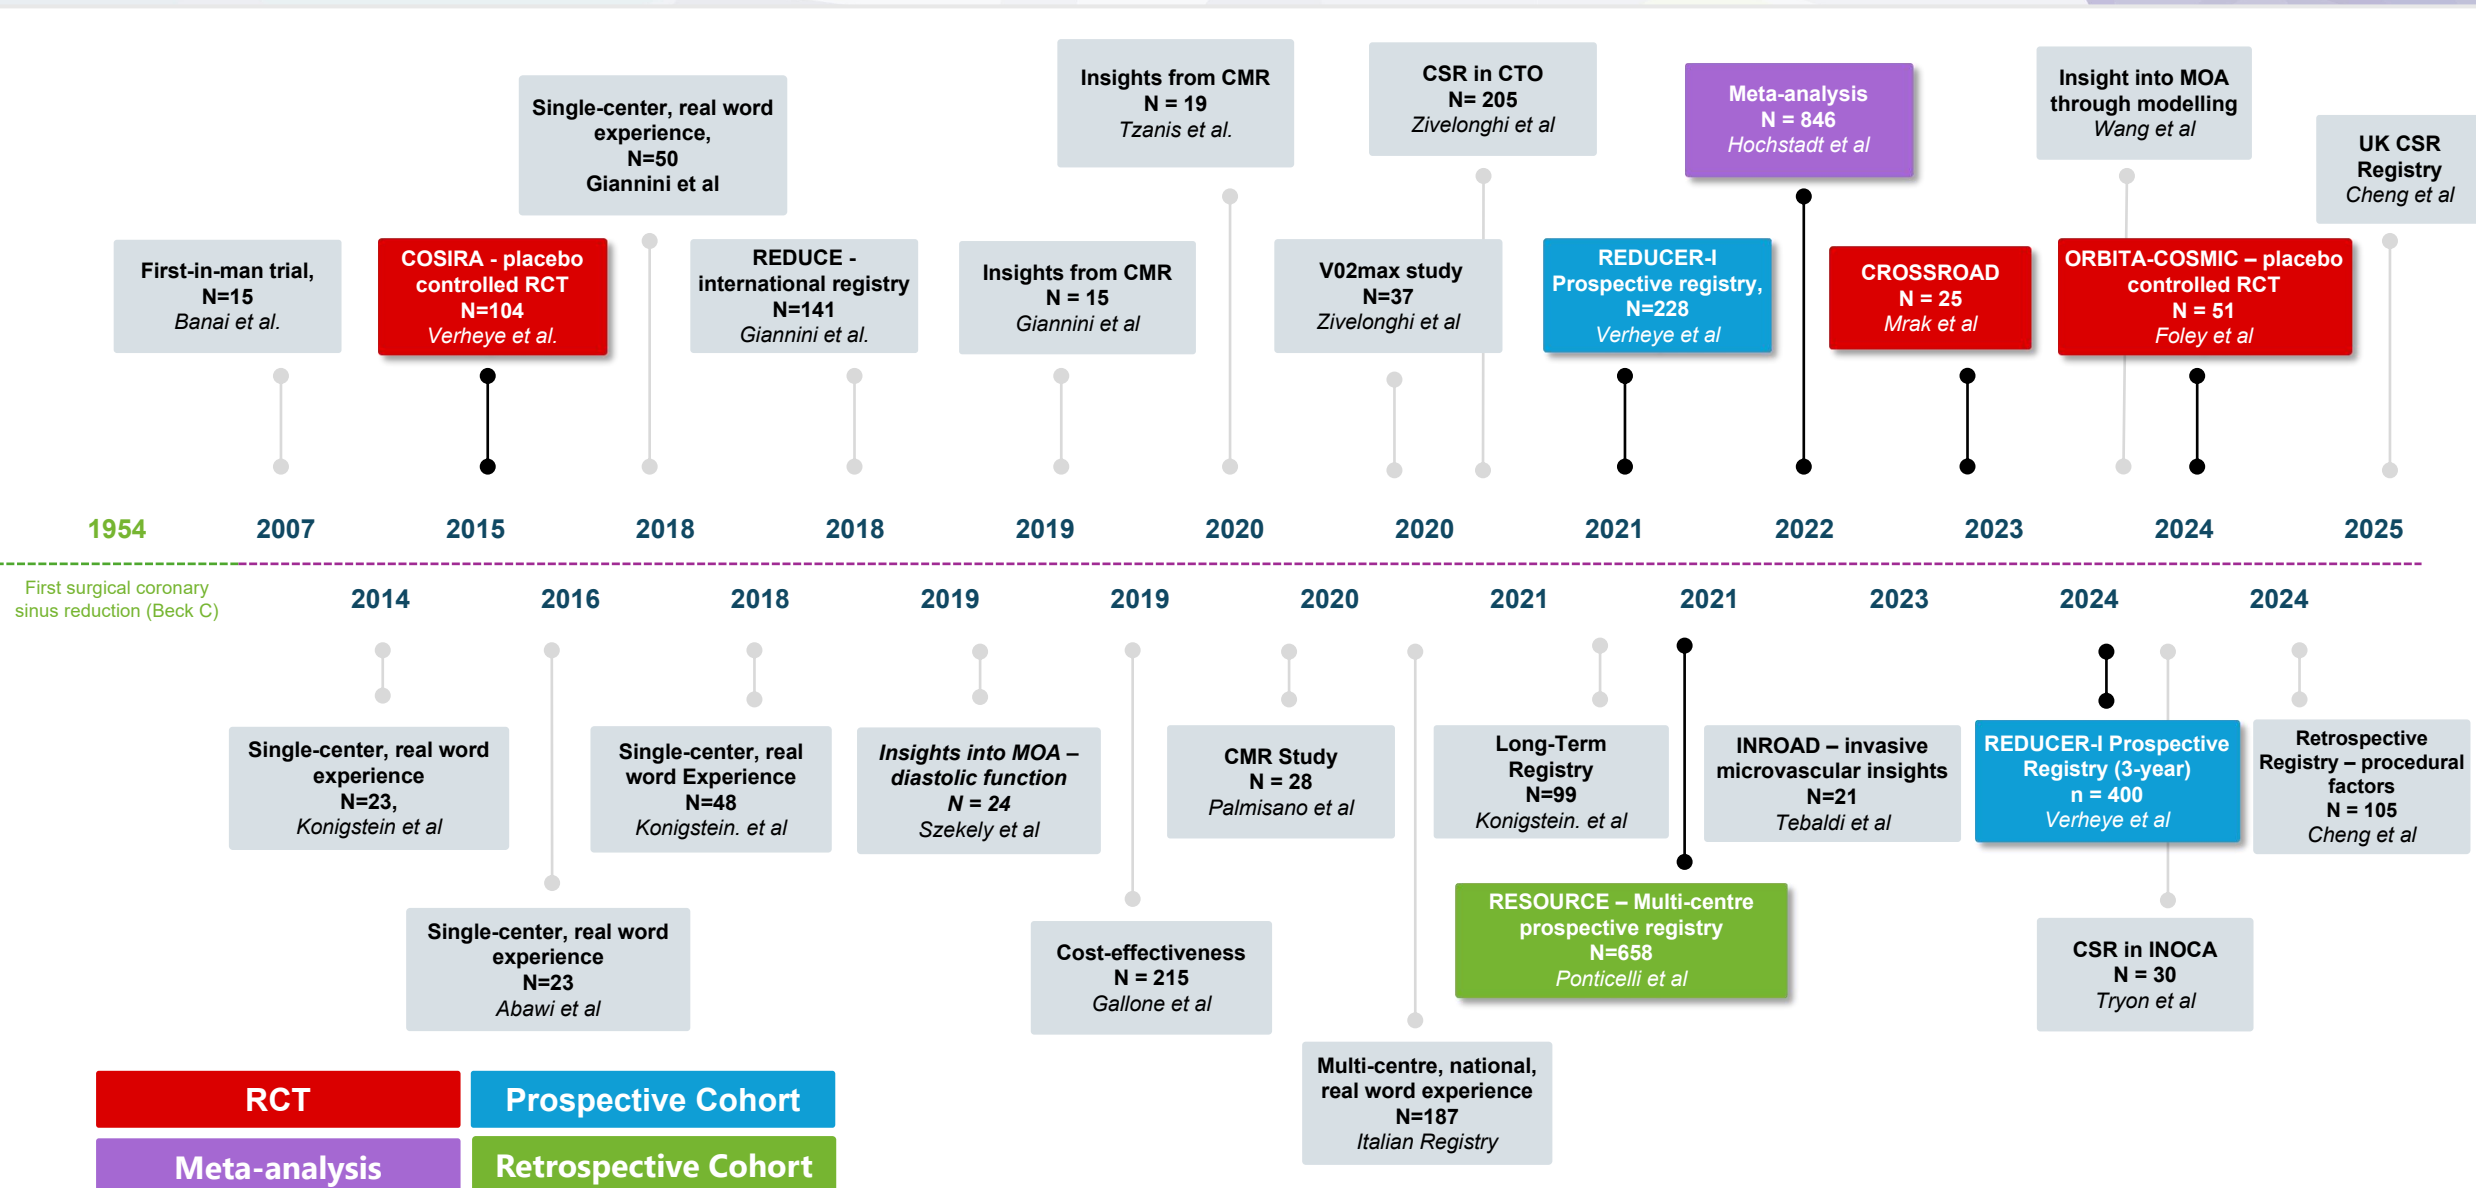 Insights from CMR
N = 19
Tzanis et al.
CSR in CTO
N= 205
Zivelonghi et al
Meta-analysis
N = 846
Hochstadt et al
Insight into MOA
through modelling
Wang et al
UK CSR
Registry
Cheng et al
Single-center, real word
experience,
N=50
Giannini et al
First-in-man trial,
N=15
Banai et al.
COSIRA - placebo
controlled RCT
N=104
Verheye et al.
REDUCE -
international registry
N=141
Giannini et al.
Insights from CMR
N = 15
Giannini et al
V02max study
N=37
Zivelonghi et al
REDUCER-I
Prospective registry,
N=228
Verheye et al
CROSSROAD
N = 25
Mrak et al
ORBITA-COSMIC – placebo
controlled RCT
N = 51
Foley et al
1954 2007 2015 2018 2018 2019 2020 2020 2021 2022 2023 2024 2025
First surgical coronary
sinus reduction (Beck C)
2014 2016 2018 2019 2019 2020 2021 2021 2023 2024 2024
Single-center, real word
experience
N=23,
Konigstein et al
Single-center, real
word Experience
N=48
Konigstein. et al
Insights into MOA –
diastolic function
N = 24
Szekely et al
CMR Study
N = 28
Palmisano et al
Long-Term
Registry
N=99
Konigstein. et al
INROAD – invasive
microvascular insights
N=21
Tebaldi et al
REDUCER-I Prospective
Registry (3-year)
n = 400
Verheye et al
Retrospective
Registry – procedural
factors
N = 105
Cheng et al
Single-center, real word
experience
N=23
Abawi et al
Cost-effectiveness
N = 215
Gallone et al
RESOURCE – Multi-centre
prospective registry
N=658
Ponticelli et al
CSR in INOCA
N = 30
Tryon et al
Multi-centre, national,
real word experience
N=187
Italian Registry
RCT
Prospective Cohort
Meta-analysis
Retrospective Cohort